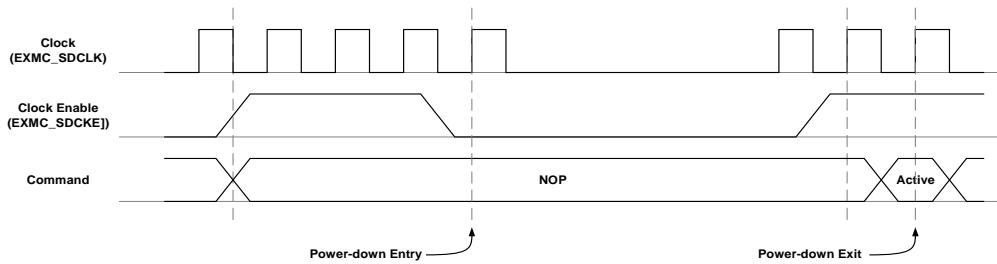 Clock
(EXMC_SDCLK)
Clock Enable
(EXMC_SDCKE])
Command
NOP
Active
Power-down Entry
Power-down Exit